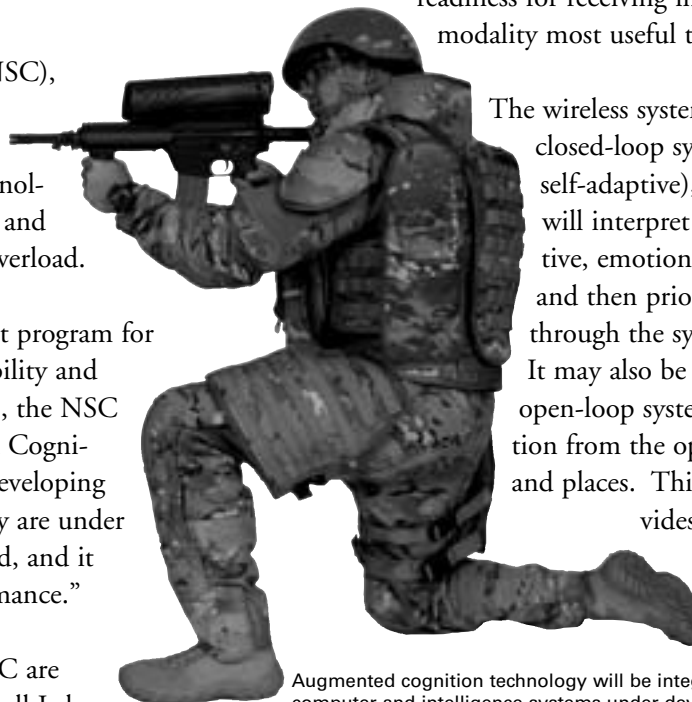 NSC),
nol-
and
verload.
t program for
bility and
, the NSC
Cogni-
eveloping
y are under
d, and it
mance.”
C are
readiness for receiving in
modality most useful t
The wireless system
closed-loop sy
self-adaptive),
will interpret
tive, emotion
and then prio
through the sy
It may also be
open-loop syste
tion from the op
and places. Thi
vides
Augmented cognition technology will be integ
computer and intelligence systems under dev